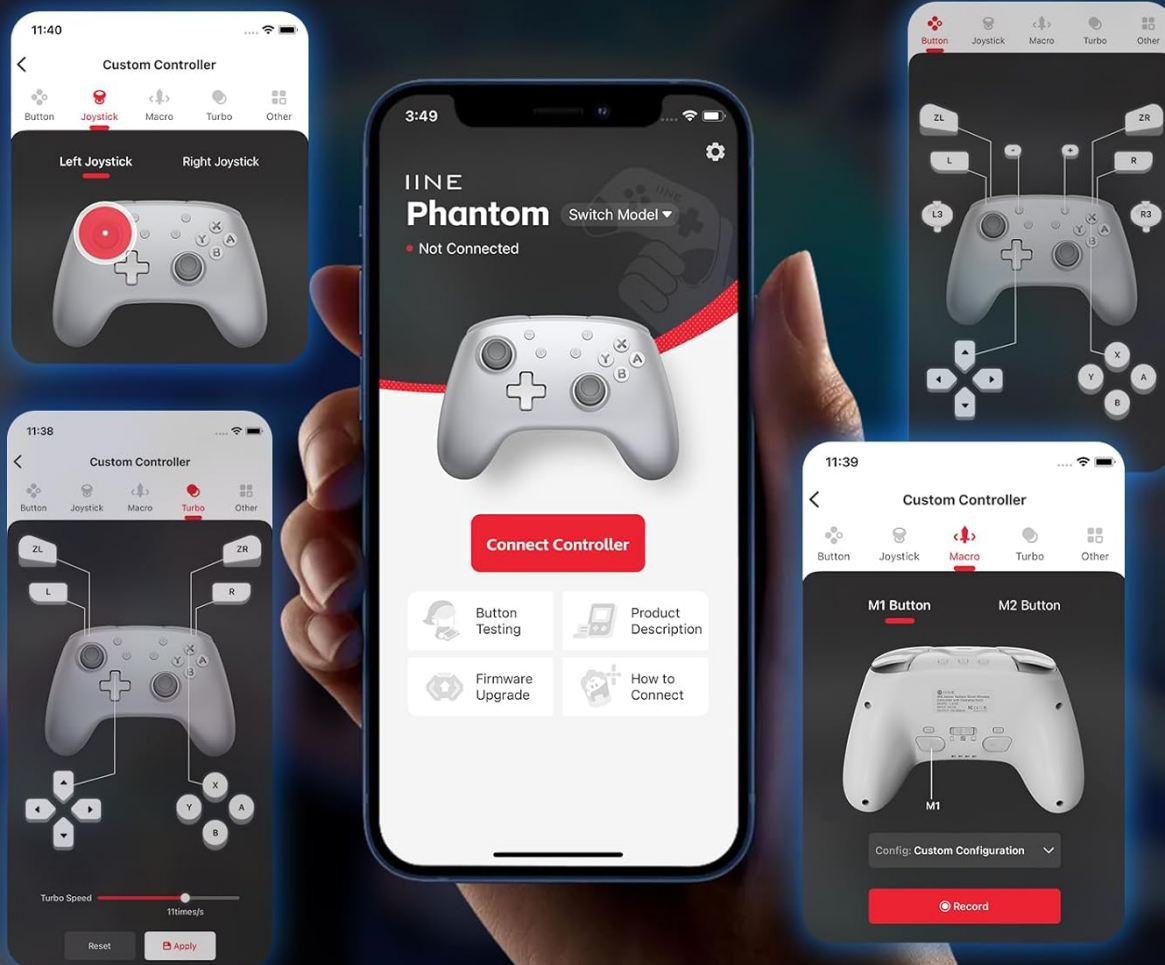 11:40
Custom Controller
Button
Joystick
Macro
Turbo
Other
Left Joystick
Right Joystick
X
Y
A
B
3:49
IINE
Phantom
Switch Model
Not Connected
IINE
X
Y
A
B
Connect Controller
Button
Testing
Product
Description
Firmware
Upgrade
How to
Connect
Button
Joystick
Macro
Turbo
Other
ZL
ZR
-
+
L
R
L3
R3
X
Y
A
B
X
Y
A
B
11:38
Custom Controller
Button
Joystick
Macro
Turbo
Other
ZL
ZR
L
R
X
Y
A
B
X
Y
A
B
Turbo Speed
11times/s
Reset
Apply
11:39
Custom Controller
Button
Joystick
Macro
Turbo
Other
M1 Button
M2 Button
IINE
M1
Config: Custom Configuration
Record